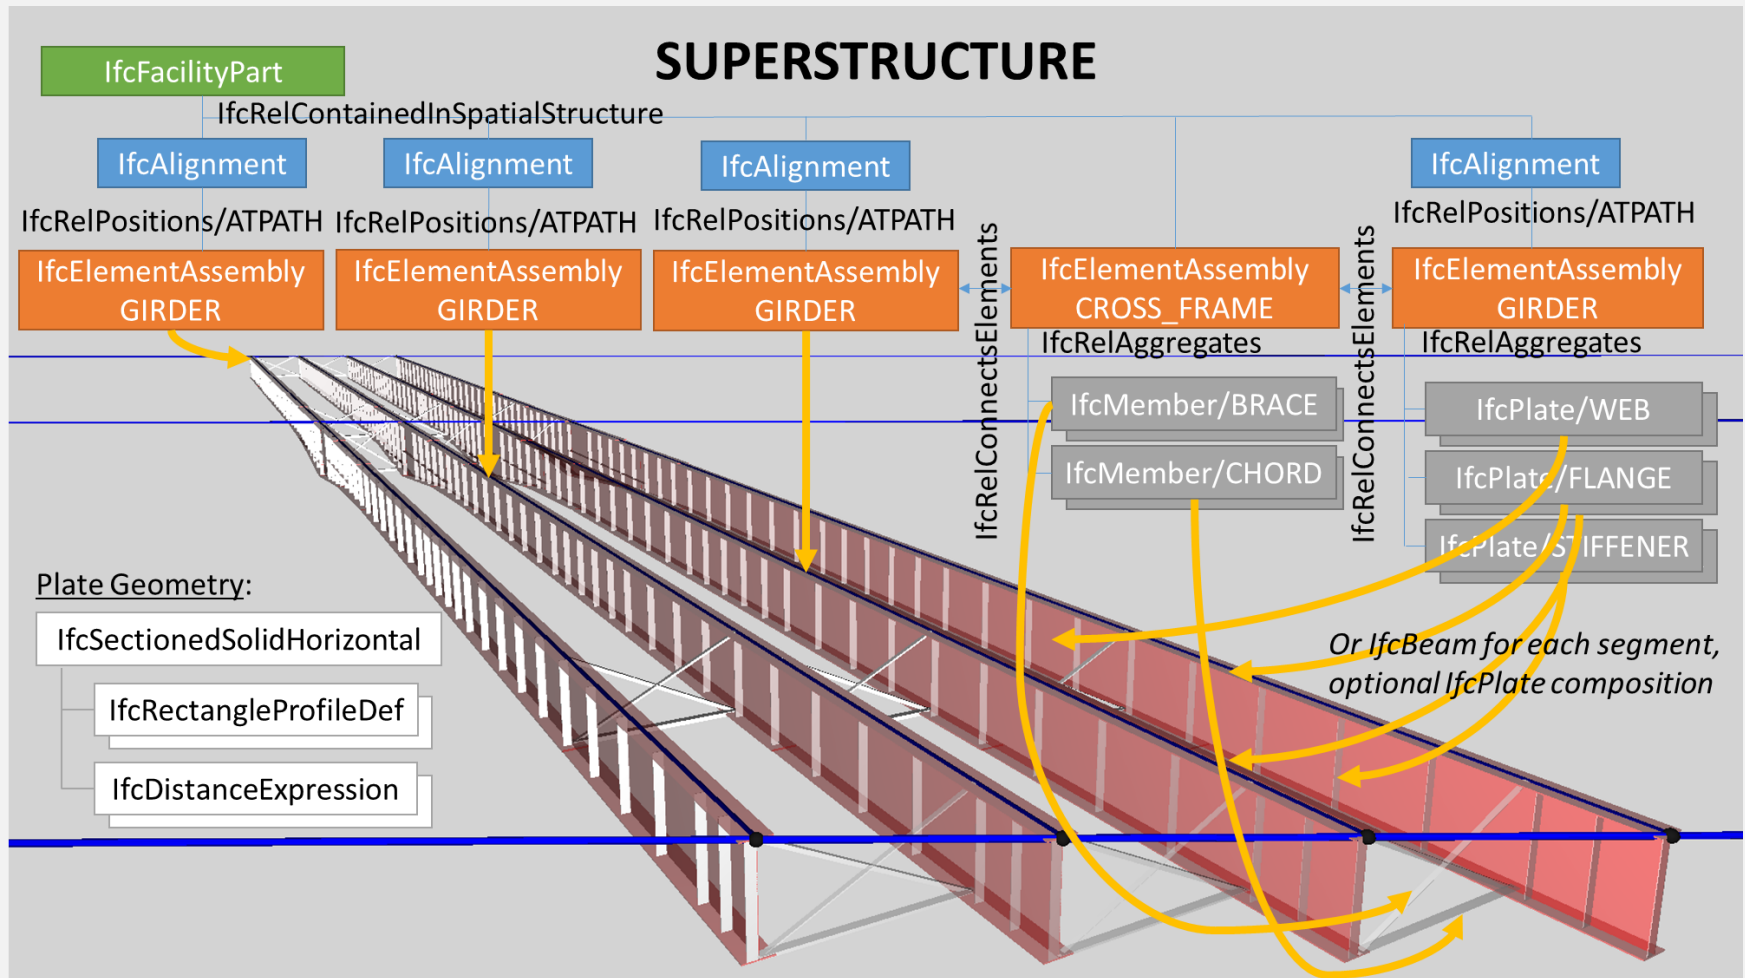 SUPERSTRUCTURE
IfcFacilityPart
IfcRelContainedInSpatialStructure
IfcAlignment
IfcAlignment
IfcAlignment
IfcAlignment
IfcRelPositions/ATPATH
IfcRelPositions/ATPATH
IfcRelPositions/ATPATH
IfcRelPositions/ATPATH
IfcElementAssembly
GIRDER
IfcElementAssembly
GIRDER
IfcElementAssembly
GIRDER
IfcRelConnectsElements
IfcElementAssembly
CROSS_FRAME
IfcRelConnectsElements
IfcElementAssembly
GIRDER
IfcRelAggregates
IfcMember/BRACE
IfcMember/CHORD
IfcRelAggregates
IfcPlate/WEB
IfcPlate/FLANGE
IfcPlate/STIFFENER
Or IfcBeam for each segment,
optional IfcPlate composition
Plate Geometry:
IfcSectionedSolidHorizontal
IfcRectangleProfileDef
IfcDistanceExpression